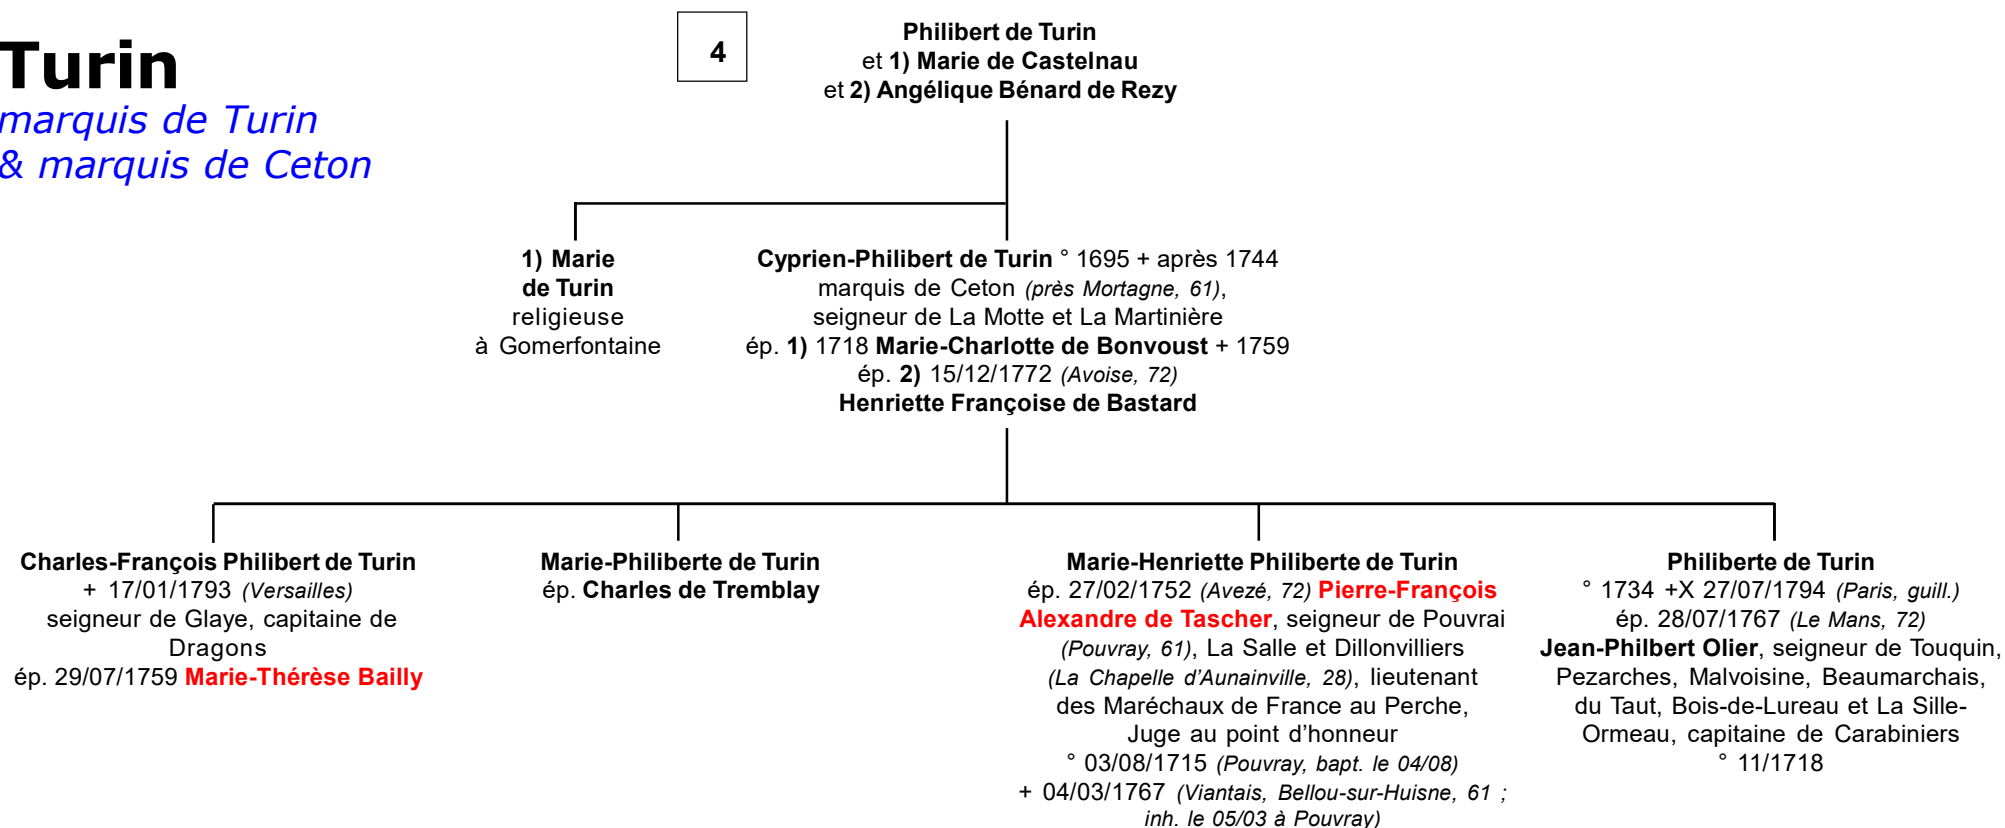 Turin
marquis de Turin
& marquis de Ceton
4
Philibert de Turin
et 1) Marie de Castelnau
et 2) Angélique Bénard de Rezy
1) Marie
de Turin
religieuse
à Gomerfontaine
Cyprien-Philibert de Turin ° 1695 + après 1744
marquis de Ceton (près Mortagne, 61),
seigneur de La Motte et La Martinière
ép. 1) 1718 Marie-Charlotte de Bonvoust + 1759
ép. 2) 15/12/1772 (Avoise, 72)
Henriette Françoise de Bastard
Charles-François Philibert de Turin
+ 17/01/1793 (Versailles)
seigneur de Glaye, capitaine de
Dragons
ép. 29/07/1759 Marie-Thérèse Bailly
Marie-Philiberte de Turin
ép. Charles de Tremblay
Marie-Henriette Philiberte de Turin
ép. 27/02/1752 (Avezé, 72) Pierre-François
Alexandre de Tascher, seigneur de Pouvrai
(Pouvray, 61), La Salle et Dillonvilliers
(La Chapelle d'Aunainville, 28), lieutenant
des Maréchaux de France au Perche,
Juge au point d'honneur
° 03/08/1715 (Pouvray, bapt. le 04/08)
+ 04/03/1767 (Viantais, Bellou-sur-Huisne, 61 ;
inh. le 05/03 à Pouvray)
Philiberte de Turin
° 1734 +X 27/07/1794 (Paris, guill.)
ép. 28/07/1767 (Le Mans, 72)
Jean-Philbert Olier, seigneur de Touquin,
Pezarches, Malvoisine, Beaumarchais,
du Taut, Bois-de-Lureau et La Sille-
Ormeau, capitaine de Carabiniers
° 11/1718